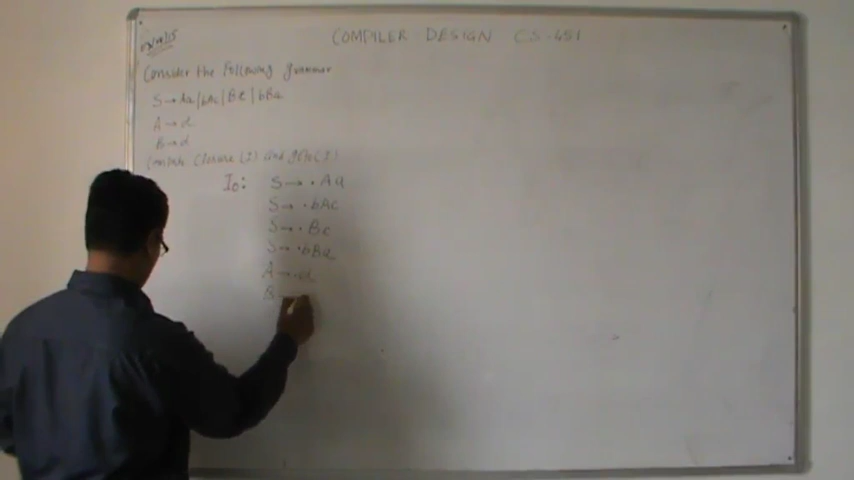 COMPILER DESIGN CS-651
Consider the following grammar
S → Aa | bAc | Bc | bBa
A → d
B → d
Compute Closure (I) and goto (I)
I₀: S → . Aa
S → . bAc
S → . Bc
S → . bBa
A → . d
B